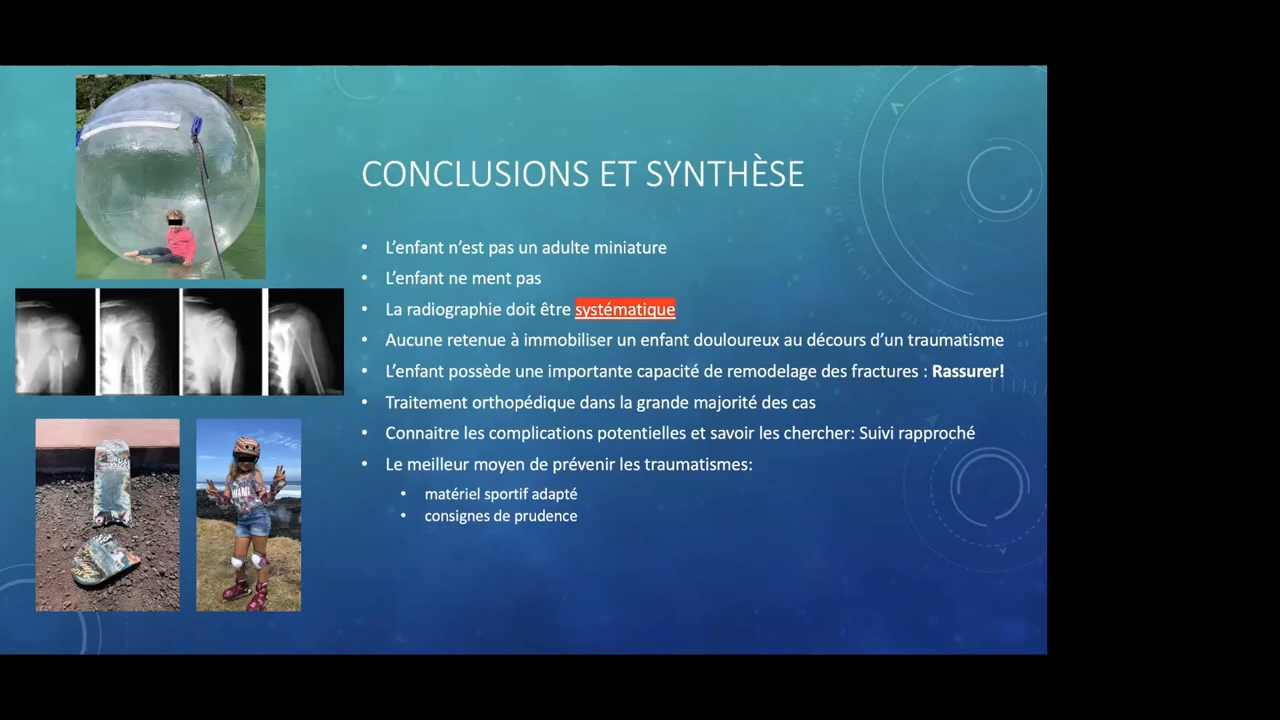 CONCLUSIONS ET SYNTHÈSE
• L'enfant n'est pas un adulte miniature
• L'enfant ne ment pas
• La radiographie doit être systématique
• Aucune retenue à immobiliser un enfant douloureux au décours d'un traumatisme
• L'enfant possède une importante capacité de remodelage des fractures : Rassurer!
• Traitement orthopédique dans la grande majorité des cas
• Connaitre les complications potentielles et savoir les chercher: Suivi rapproché
• Le meilleur moyen de prévenir les traumatismes:
• matériel sportif adapté
• consignes de prudence